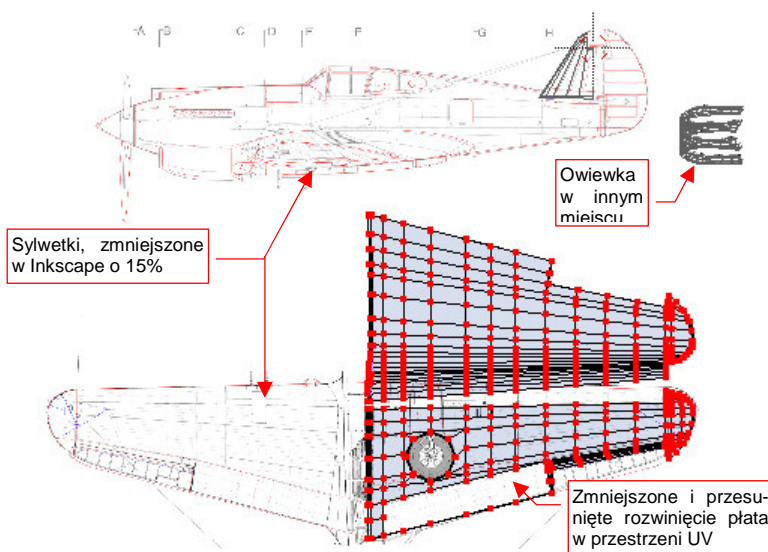 A B C D E F G H
Owiewka
w innym
miejscu
Sylwetki, zmniejszone
w Inkscape o 15%
Zmniejszone i przesu-
nięte rozwinięcie płata
w przestrzeni UV